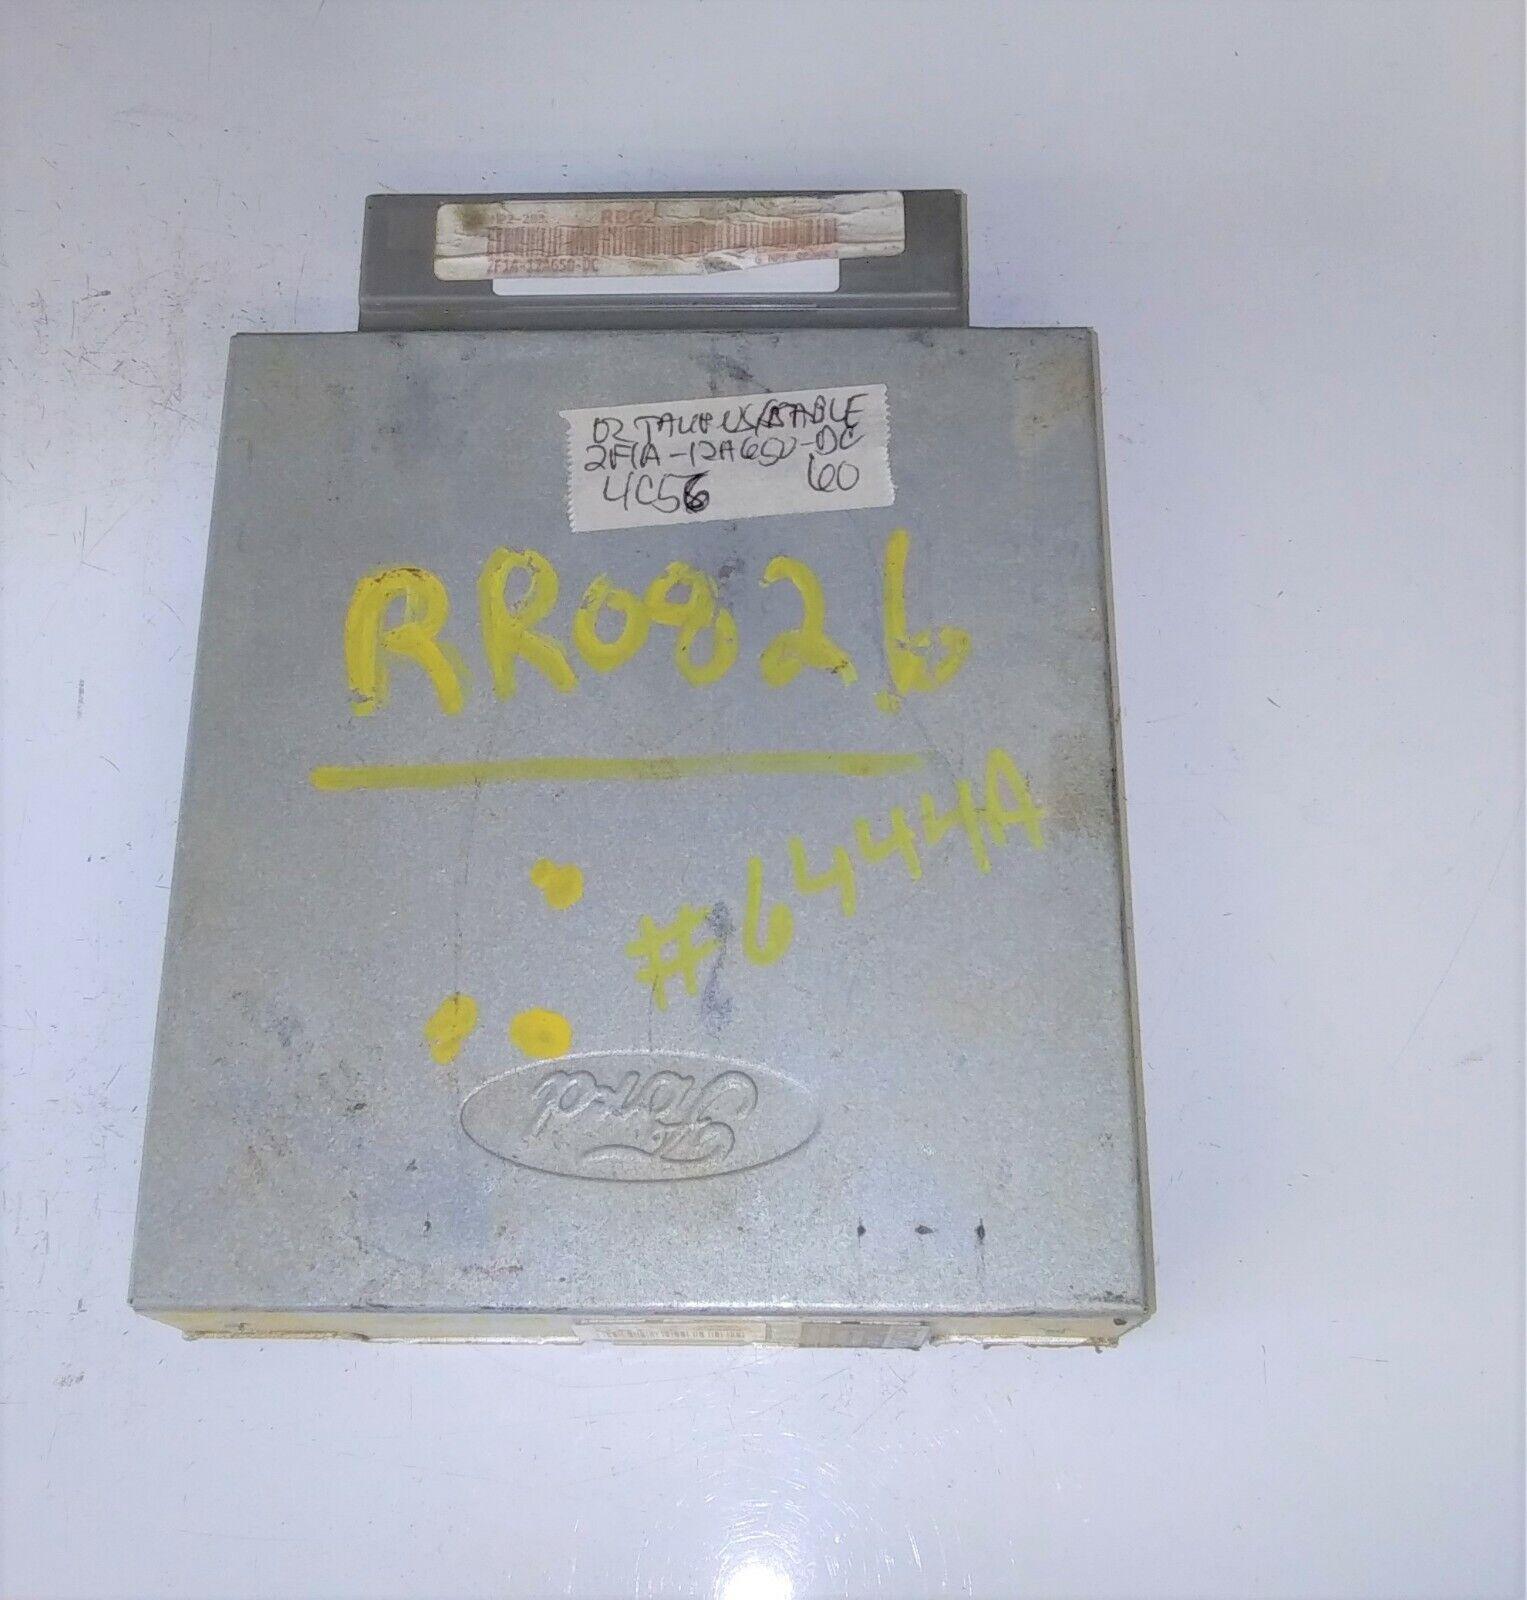 RBG2
2F1A-12A650-DC
02 TAURUS/SABLE
2F1A-12A650-DC
4C56 60
RR0826
#6444A
Ford